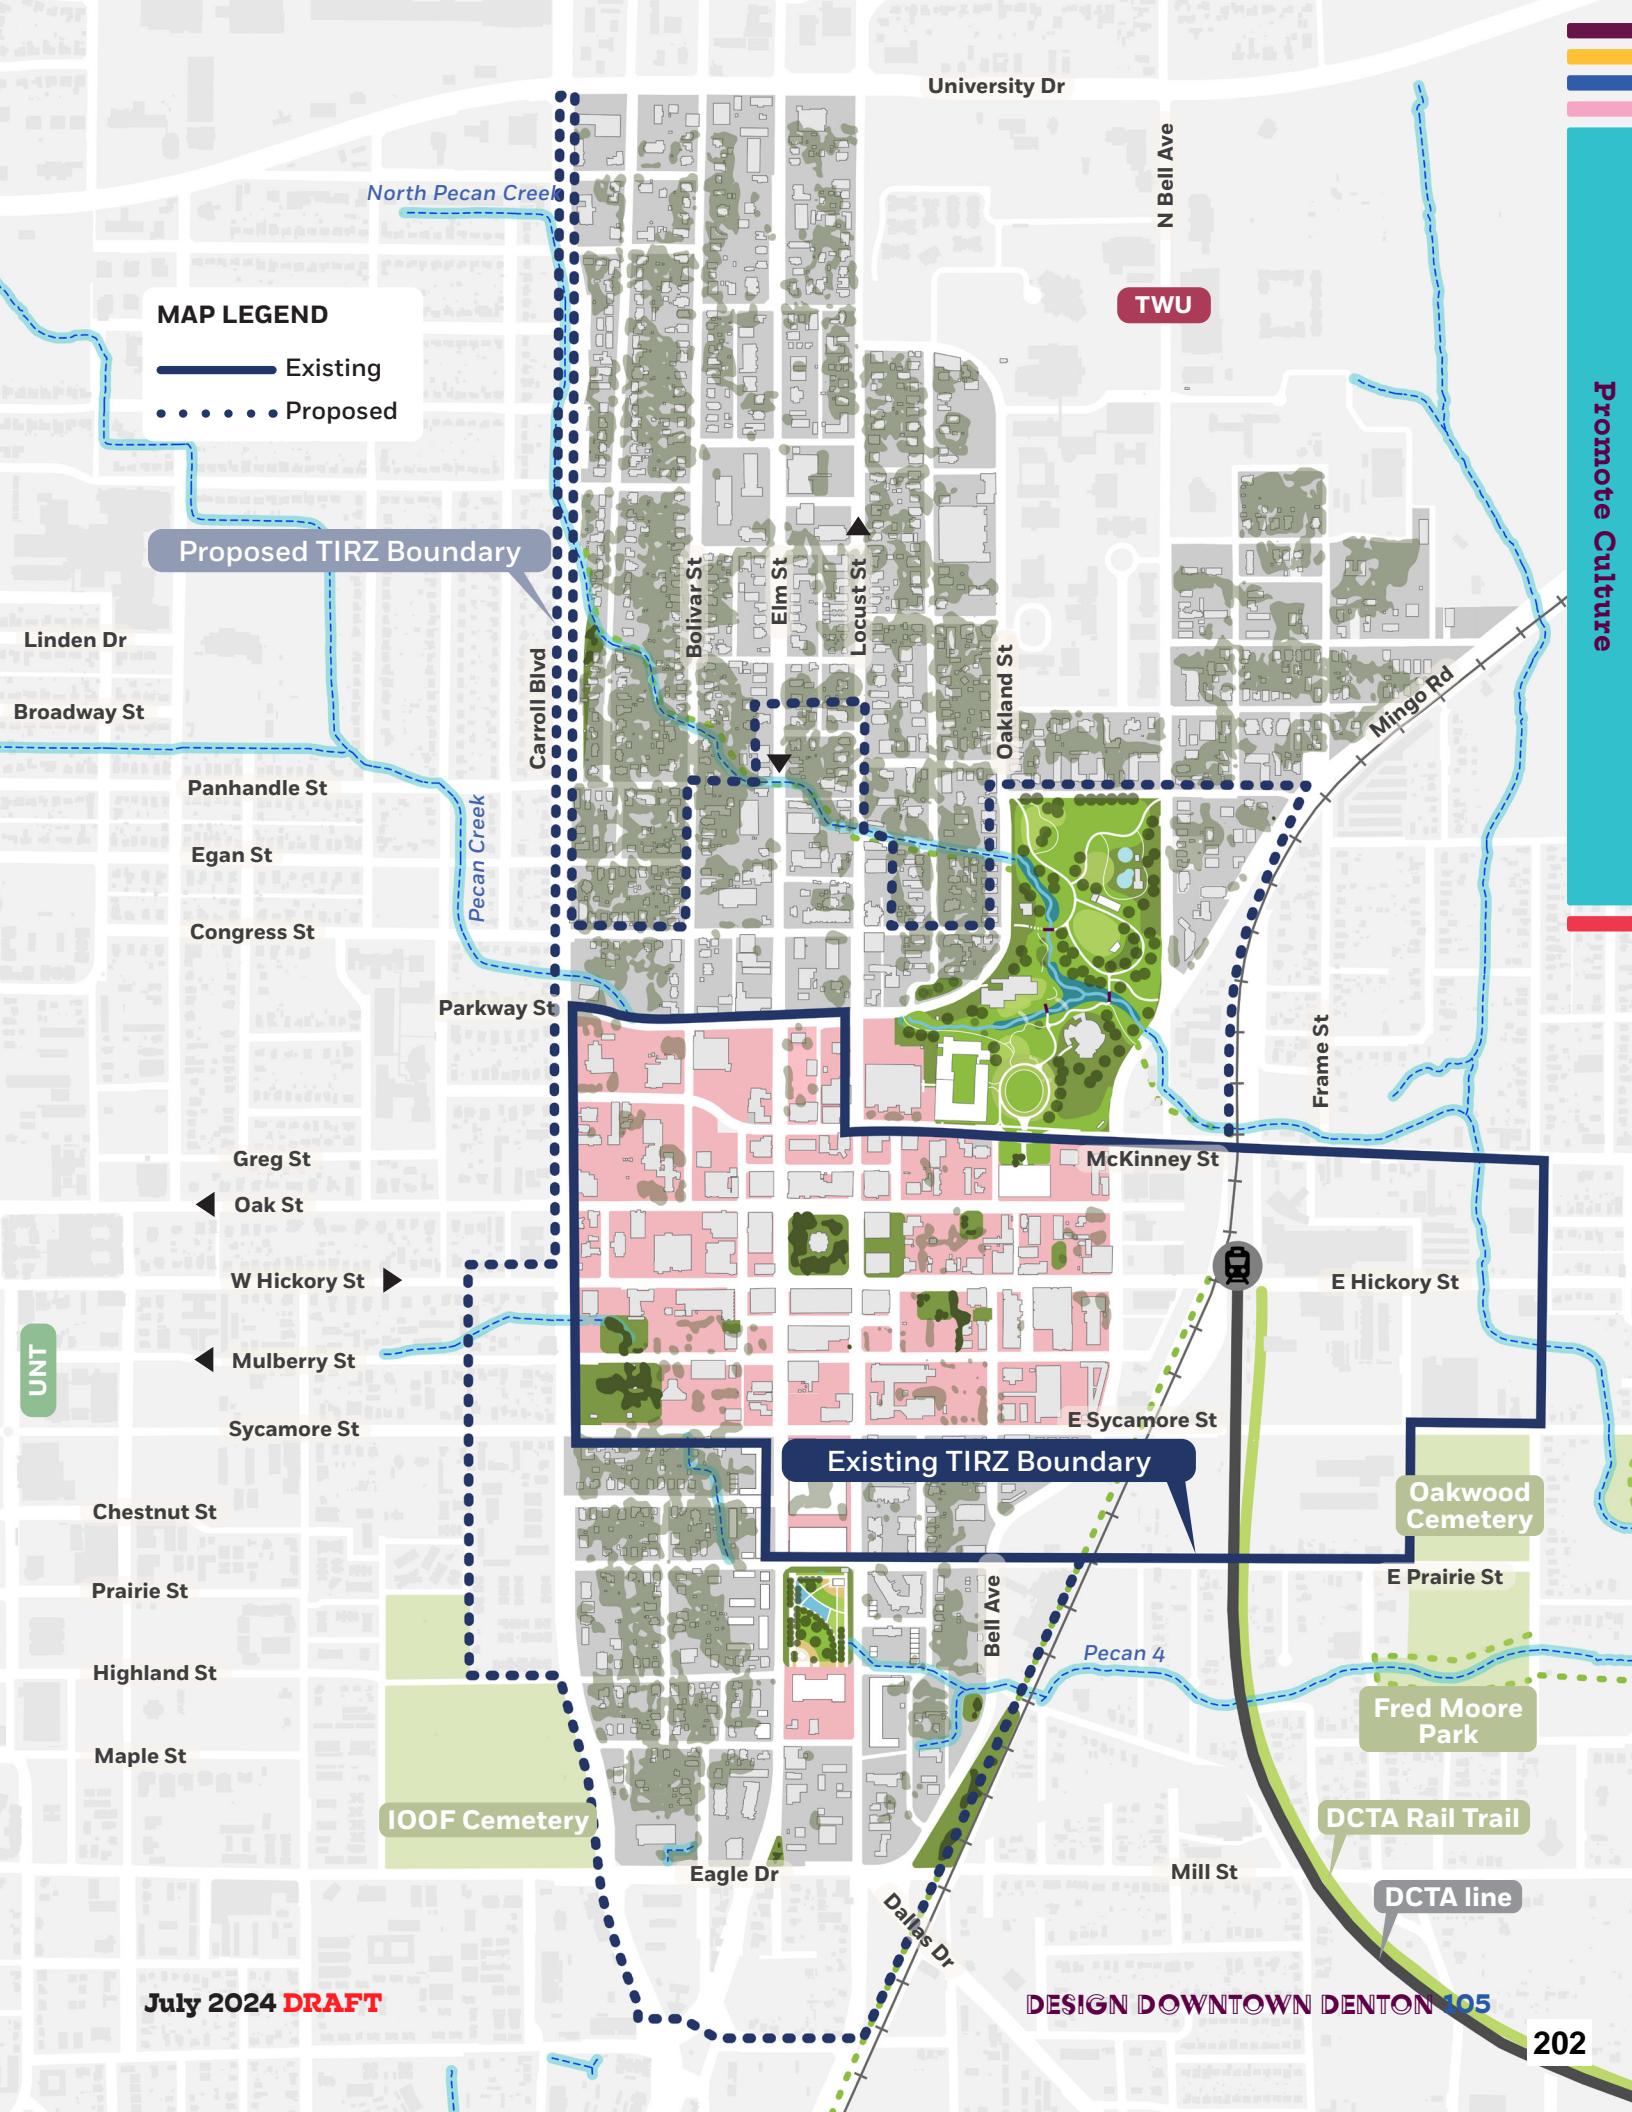 University Dr
N Bell Ave
North Pecan Creek
TWU
MAP LEGEND
Existing
Proposed
Promote Culture
Proposed TIRZ Boundary
Bolivar St
Elm St
Locust St
Linden Dr
Carroll Blvd
Oakland St
Broadway St
Mingo Rd
Panhandle St
Pecan Creek
Egan St
Congress St
Parkway St
Frame St
Greg St
McKinney St
Oak St
W Hickory St
E Hickory St
UNT
Mulberry St
Sycamore St
E Sycamore St
Existing TIRZ Boundary
Chestnut St
Oakwood
Cemetery
Prairie St
E Prairie St
Bell Ave
Highland St
Pecan 4
Fred Moore
Park
Maple St
IOOF Cemetery
DCTA Rail Trail
Eagle Dr
Mill St
DCTA line
Dallas Dr
July 2024 DRAFT
DESIGN DOWNTOWN DENTON 105
202